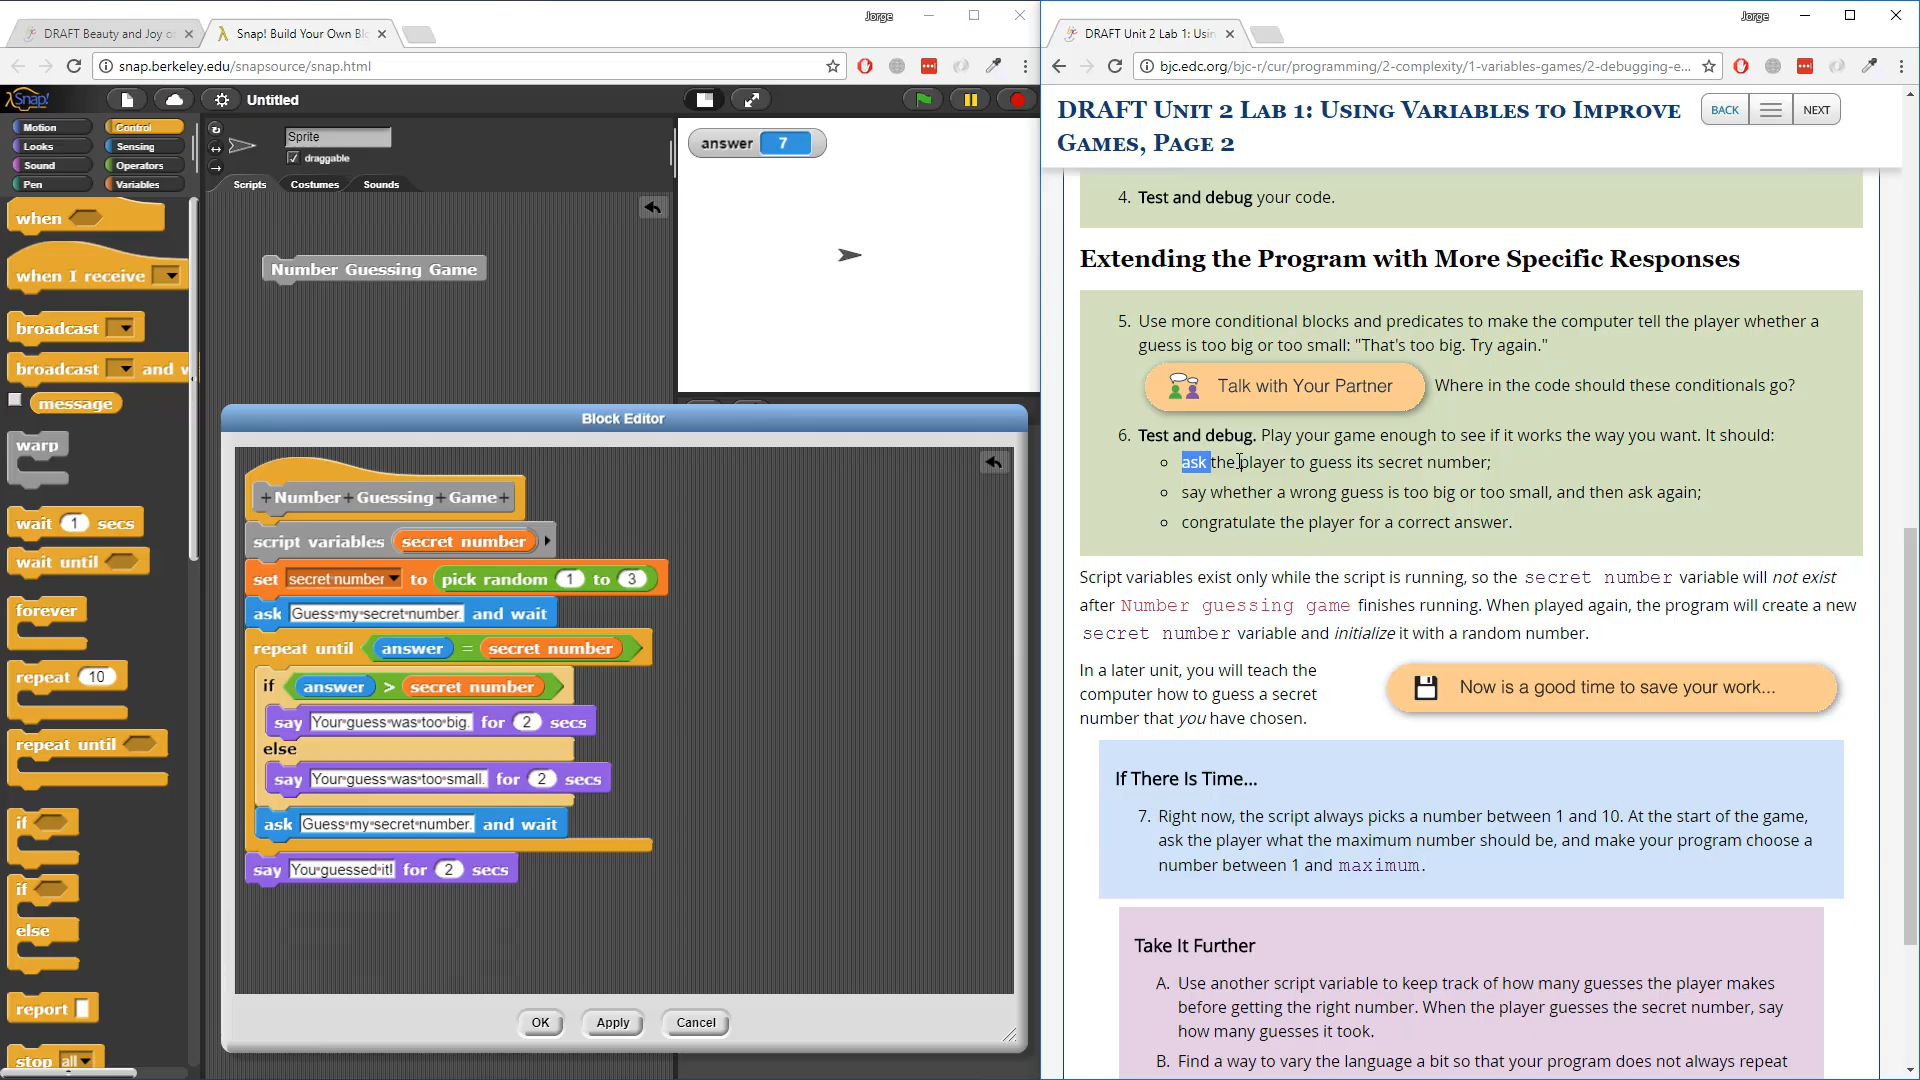 Jorge
DRAFT Beauty and Joy o
Snap! Build Your Own Bl
snap.berkeley.edu/snapsource/snap.html
Snap!
Untitled
Motion
Control
Looks
Sensing
Sound
Operators
Pen
Variables
Sprite
draggable
Scripts
Costumes
Sounds
answer 7
when
when I receive
broadcast
broadcast and w
message
warp
wait 1 secs
wait until
forever
repeat 10
repeat until
if
if
else
report
stop all
Number Guessing Game
Block Editor
+Number+Guessing+Game+
script variables secret number
set secret number to pick random 1 to 3
ask Guess my secret number. and wait
repeat until answer = secret number
if answer > secret number
say Your guess was too big. for 2 secs
else
say Your guess was too small. for 2 secs
ask Guess my secret number. and wait
say You guessed it! for 2 secs
OK
Apply
Cancel
Jorge
DRAFT Unit 2 Lab 1: Usin
bjc.edc.org/bjc-r/cur/programming/2-complexity/1-variables-games/2-debugging-e...
DRAFT Unit 2 Lab 1: Using Variables to Improve
Games, Page 2
BACK
NEXT
4. Test and debug your code.
Extending the Program with More Specific Responses
5. Use more conditional blocks and predicates to make the computer tell the player whether a
guess is too big or too small: "That's too big. Try again."
Talk with Your Partner Where in the code should these conditionals go?
6. Test and debug. Play your game enough to see if it works the way you want. It should:
ask the player to guess its secret number;
say whether a wrong guess is too big or too small, and then ask again;
congratulate the player for a correct answer.
Script variables exist only while the script is running, so the secret number variable will not exist
after Number guessing game finishes running. When played again, the program will create a new
secret number variable and initialize it with a random number.
In a later unit, you will teach the
computer how to guess a secret
number that you have chosen.
Now is a good time to save your work...
If There Is Time...
7. Right now, the script always picks a number between 1 and 10. At the start of the game,
ask the player what the maximum number should be, and make your program choose a
number between 1 and maximum.
Take It Further
A. Use another script variable to keep track of how many guesses the player makes
before getting the right number. When the player guesses the secret number, say
how many guesses it took.
B. Find a way to vary the language a bit so that your program does not always repeat